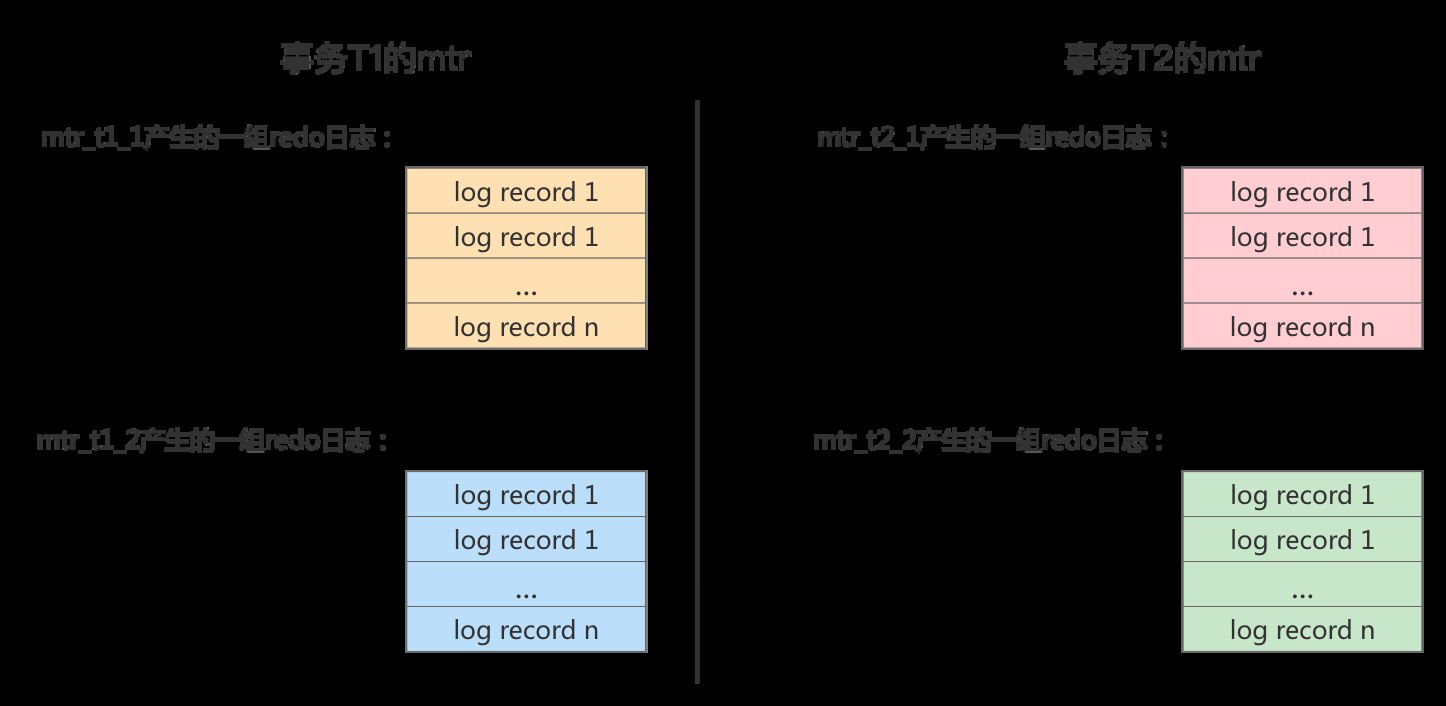 事务T1的mtr
mtr_t1_1产生的一组redo日志：
log record 1
log record 1
...
log record n
mtr_t1_2产生的一组redo日志：
log record 1
log record 1
...
log record n
事务T2的mtr
mtr_t2_1产生的一组redo日志：
log record 1
log record 1
...
log record n
mtr_t2_2产生的一组redo日志：
log record 1
log record 1
...
log record n